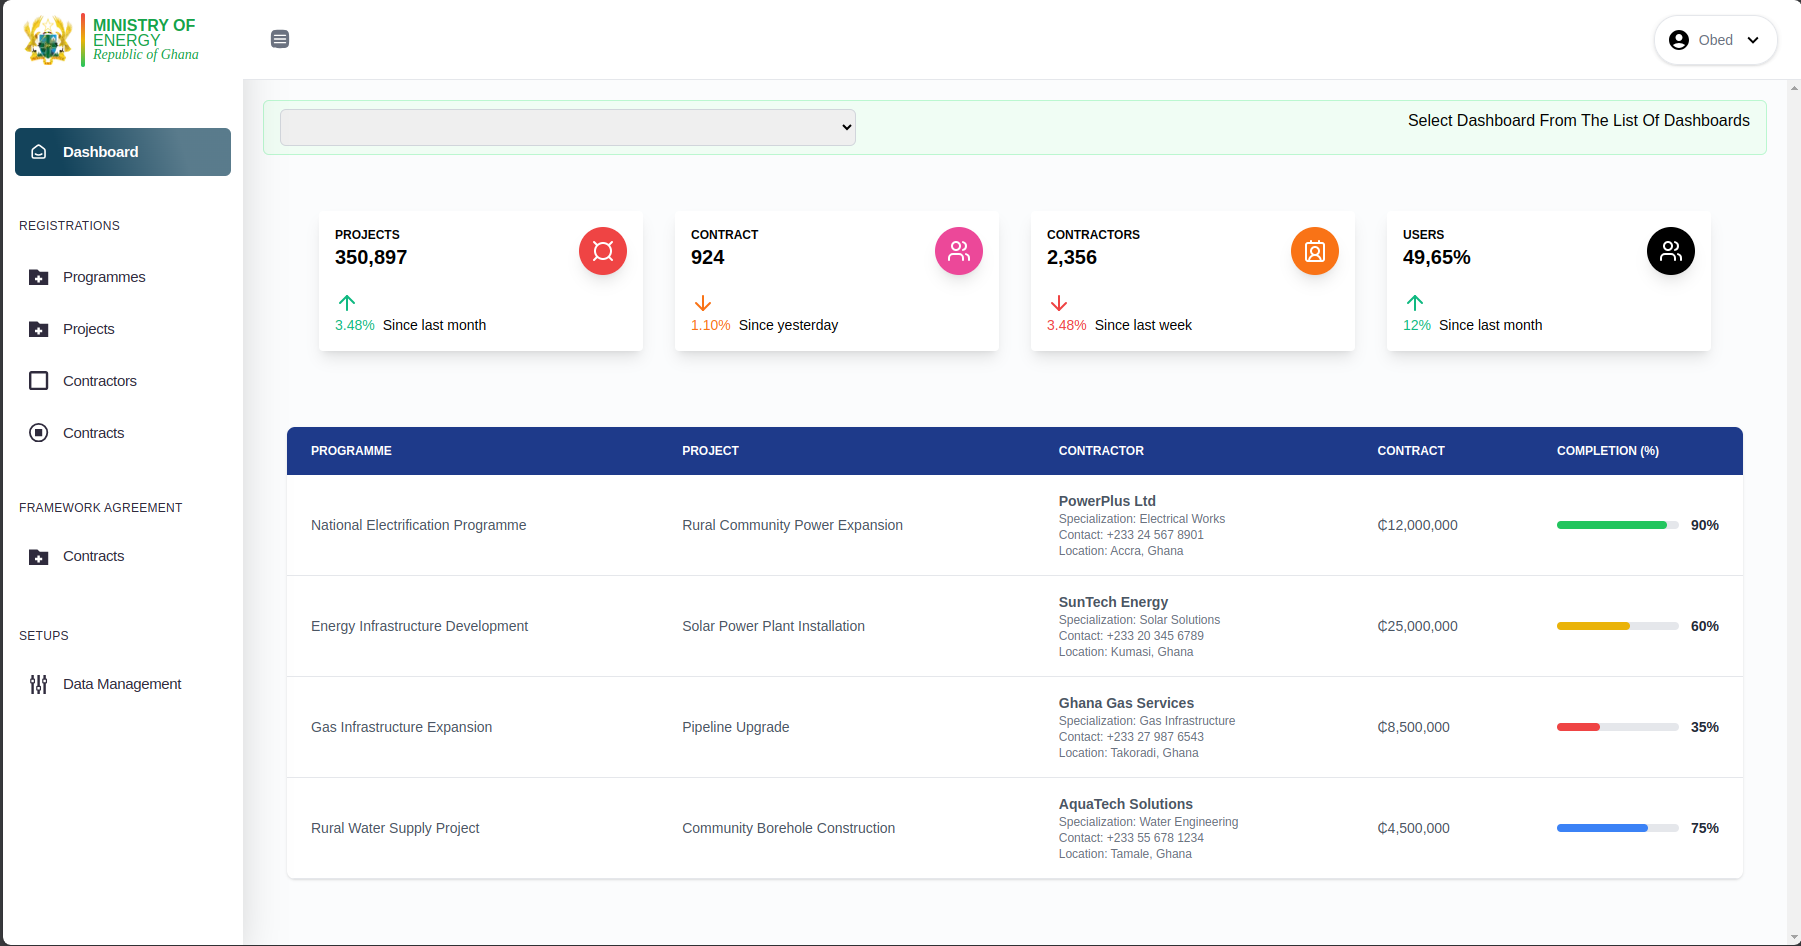 MINISTRY OF
ENERGY
Republic of Ghana
Obed
Dashboard
REGISTRATIONS
Programmes
Projects
Contractors
Contracts
FRAMEWORK AGREEMENT
Contracts
SETUPS
Data Management
Select Dashboard From The List Of Dashboards
PROJECTS
350,897
3.48% Since last month
CONTRACT
924
1.10% Since yesterday
CONTRACTORS
2,356
3.48% Since last week
USERS
49,65%
12% Since last month
PROGRAMME PROJECT CONTRACTOR CONTRACT COMPLETION (%)
National Electrification Programme Rural Community Power Expansion
PowerPlus Ltd
Specialization: Electrical Works
Contact: +233 24 567 8901
Location: Accra, Ghana
₵12,000,000 90%
Energy Infrastructure Development Solar Power Plant Installation
SunTech Energy
Specialization: Solar Solutions
Contact: +233 20 345 6789
Location: Kumasi, Ghana
₵25,000,000 60%
Gas Infrastructure Expansion Pipeline Upgrade
Ghana Gas Services
Specialization: Gas Infrastructure
Contact: +233 27 987 6543
Location: Takoradi, Ghana
₵8,500,000 35%
Rural Water Supply Project Community Borehole Construction
AquaTech Solutions
Specialization: Water Engineering
Contact: +233 55 678 1234
Location: Tamale, Ghana
₵4,500,000 75%